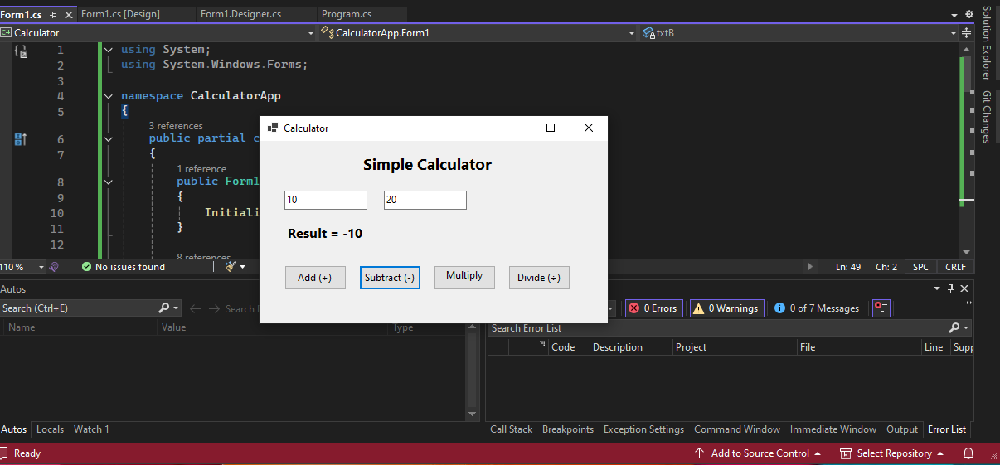 Form1.cs Form1.cs [Design] Form1.Designer.cs Program.cs
C# Calculator CalculatorApp.Form1 txtB
1 using System;
2 using System.Windows.Forms;
3
4 namespace CalculatorApp
5 {
3 references
6 public partial c
7 {
1 reference
8 public Form1
9 {
10 Initiali
11 }
12
8 references
Calculator
Simple Calculator
10 20
Result = -10
Add (+) Subtract (-) Multiply Divide (÷)
Solution Explorer
Git Changes
110 % No issues found Ln: 49 Ch: 2 SPC CRLF
Autos
Search (Ctrl+E) Search
Name Value Type
0 Errors 0 Warnings 0 of 7 Messages
Search Error List
Code Description Project File Line Supp
Autos Locals Watch 1
Call Stack Breakpoints Exception Settings Command Window Immediate Window Output Error List
Ready Add to Source Control Select Repository